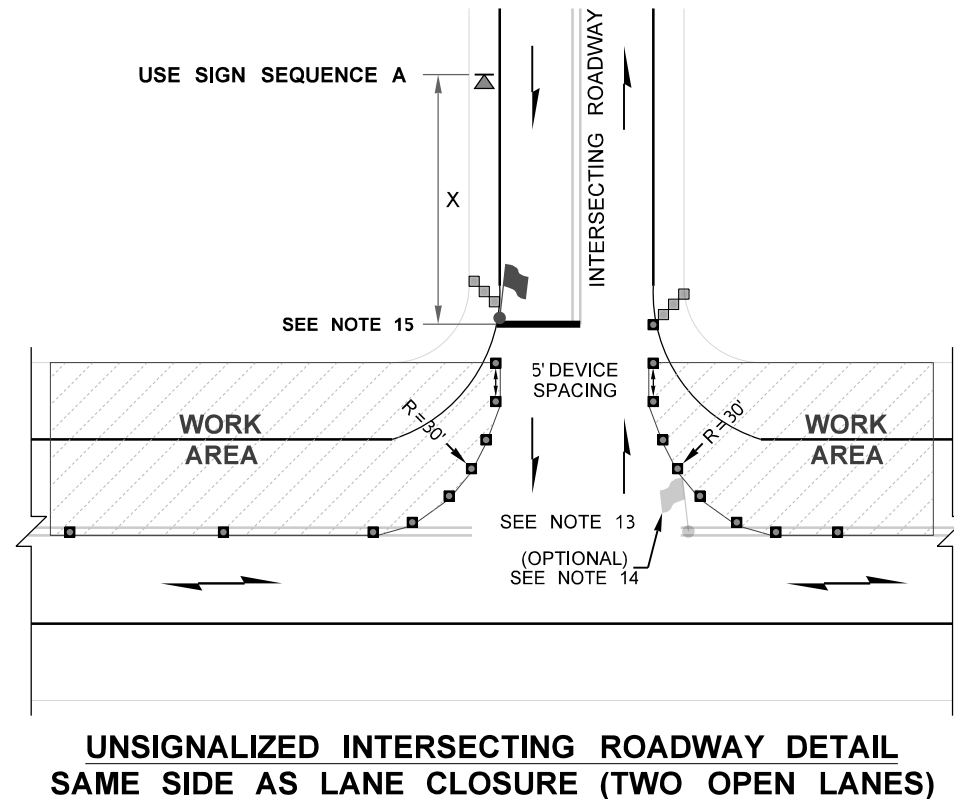 USE SIGN SEQUENCE A
INTERSECTING ROADWAY
X
SEE NOTE 15
5' DEVICE
SPACING
R=30'
R=30'
WORK
AREA
WORK
AREA
SEE NOTE 13
(OPTIONAL)
SEE NOTE 14
UNSIGNALIZED INTERSECTING ROADWAY DETAIL
SAME SIDE AS LANE CLOSURE (TWO OPEN LANES)